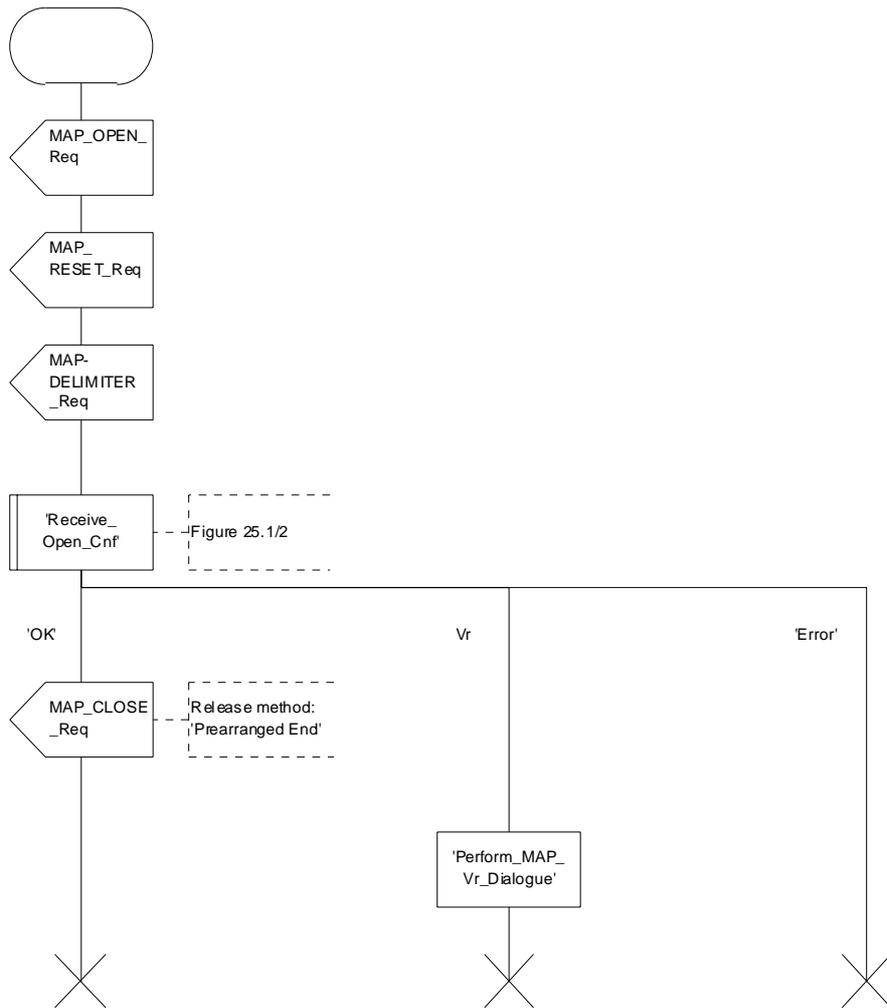 MAP_OPEN_
Req
MAP_
RESET_Req
MAP-
DELIMITER
_Req
'Receive_
Open_Cnf'
Figure 25.1/2
'OK'
Vr
'Error'
MAP_CLOSE
_Req
Release method:
'Prearranged End'
'Perform_MAP_
Vr_Dialogue'